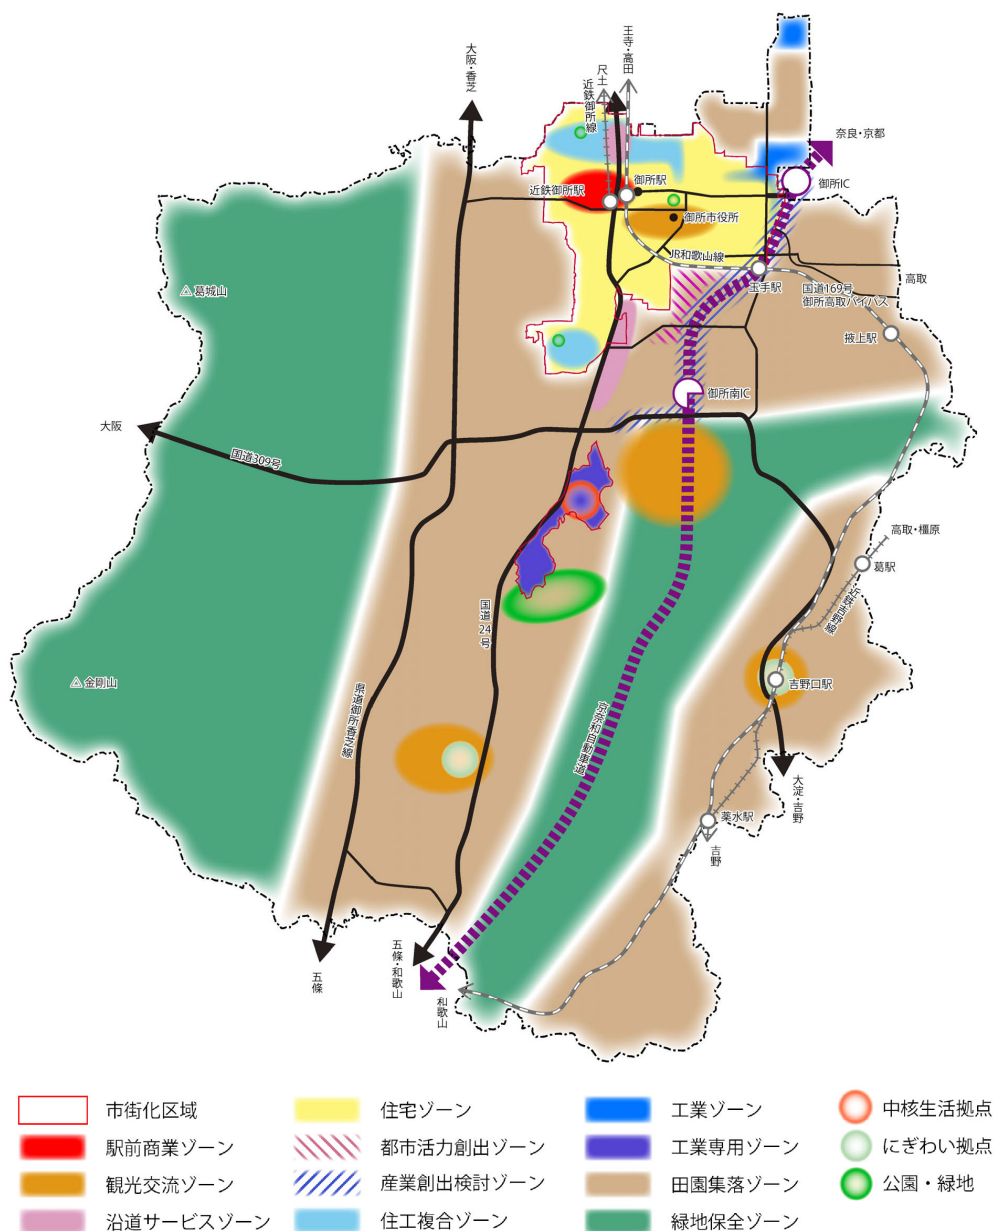 王寺・高田
大阪・香芝
尺土
近鉄御所線
奈良・京都
御所IC
御所駅
近鉄御所駅
御所市役所
JR和歌山線
玉手駅
高取
国道169号
御所高取バイパス
△葛城山
掖上駅
御所南IC
大阪
国道309号
高取・橿原
葛駅
近鉄吉野線
国道24号
△金剛山
吉野口駅
県道御所香芝線
京奈和自動車道
大淀・吉野
薬水駅
吉野
五條
五條・和歌山
和歌山
市街化区域
住宅ゾーン
工業ゾーン
中核生活拠点
駅前商業ゾーン
都市活力創出ゾーン
工業専用ゾーン
にぎわい拠点
観光交流ゾーン
産業創出検討ゾーン
田園集落ゾーン
公園・緑地
沿道サービスゾーン
住工複合ゾーン
緑地保全ゾーン